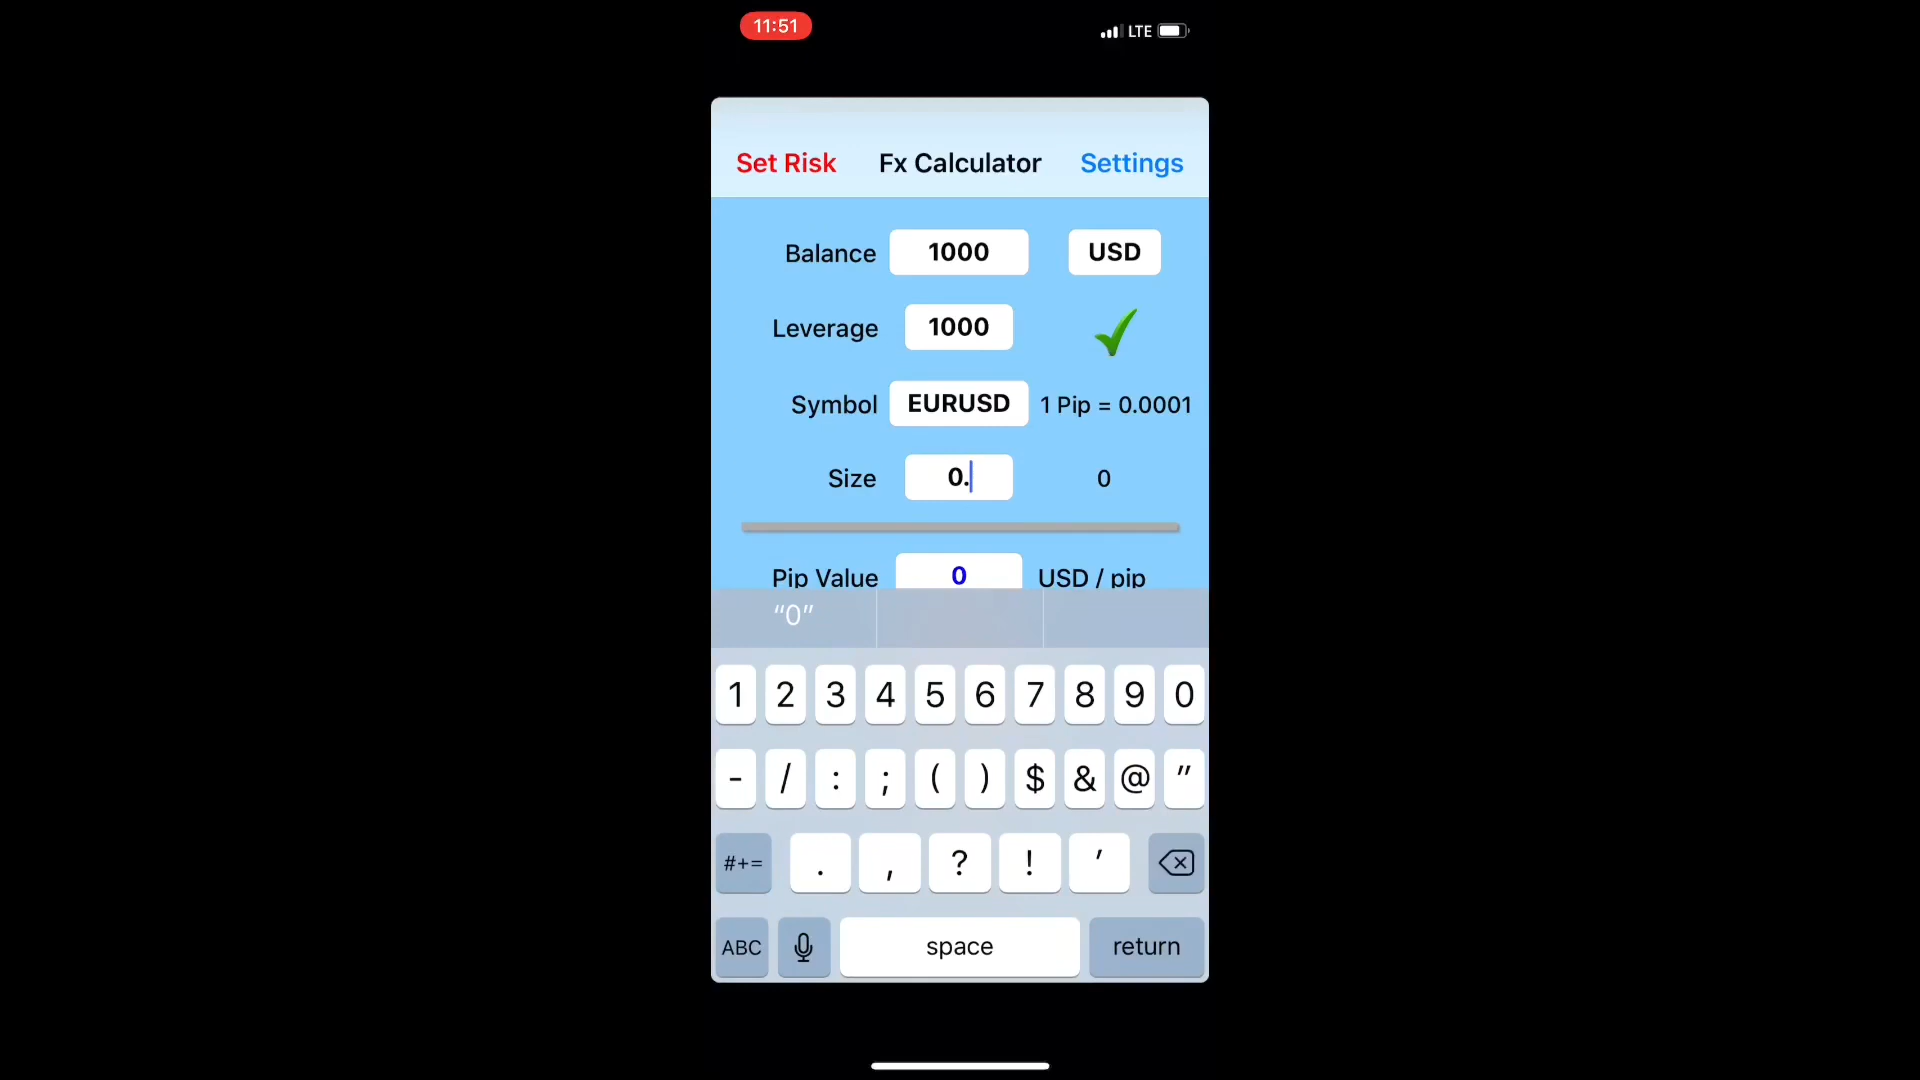 11:51
LTE
Set Risk Fx Calculator Settings
Balance 1000 USD
Leverage 1000
Symbol EURUSD 1 Pip = 0.0001
Size 0. 0
Pip Value 0 USD / pip
“0”
1 2 3 4 5 6 7 8 9 0
- / : ; ( ) $ & @ "
#+= . , ? ! '
ABC space return